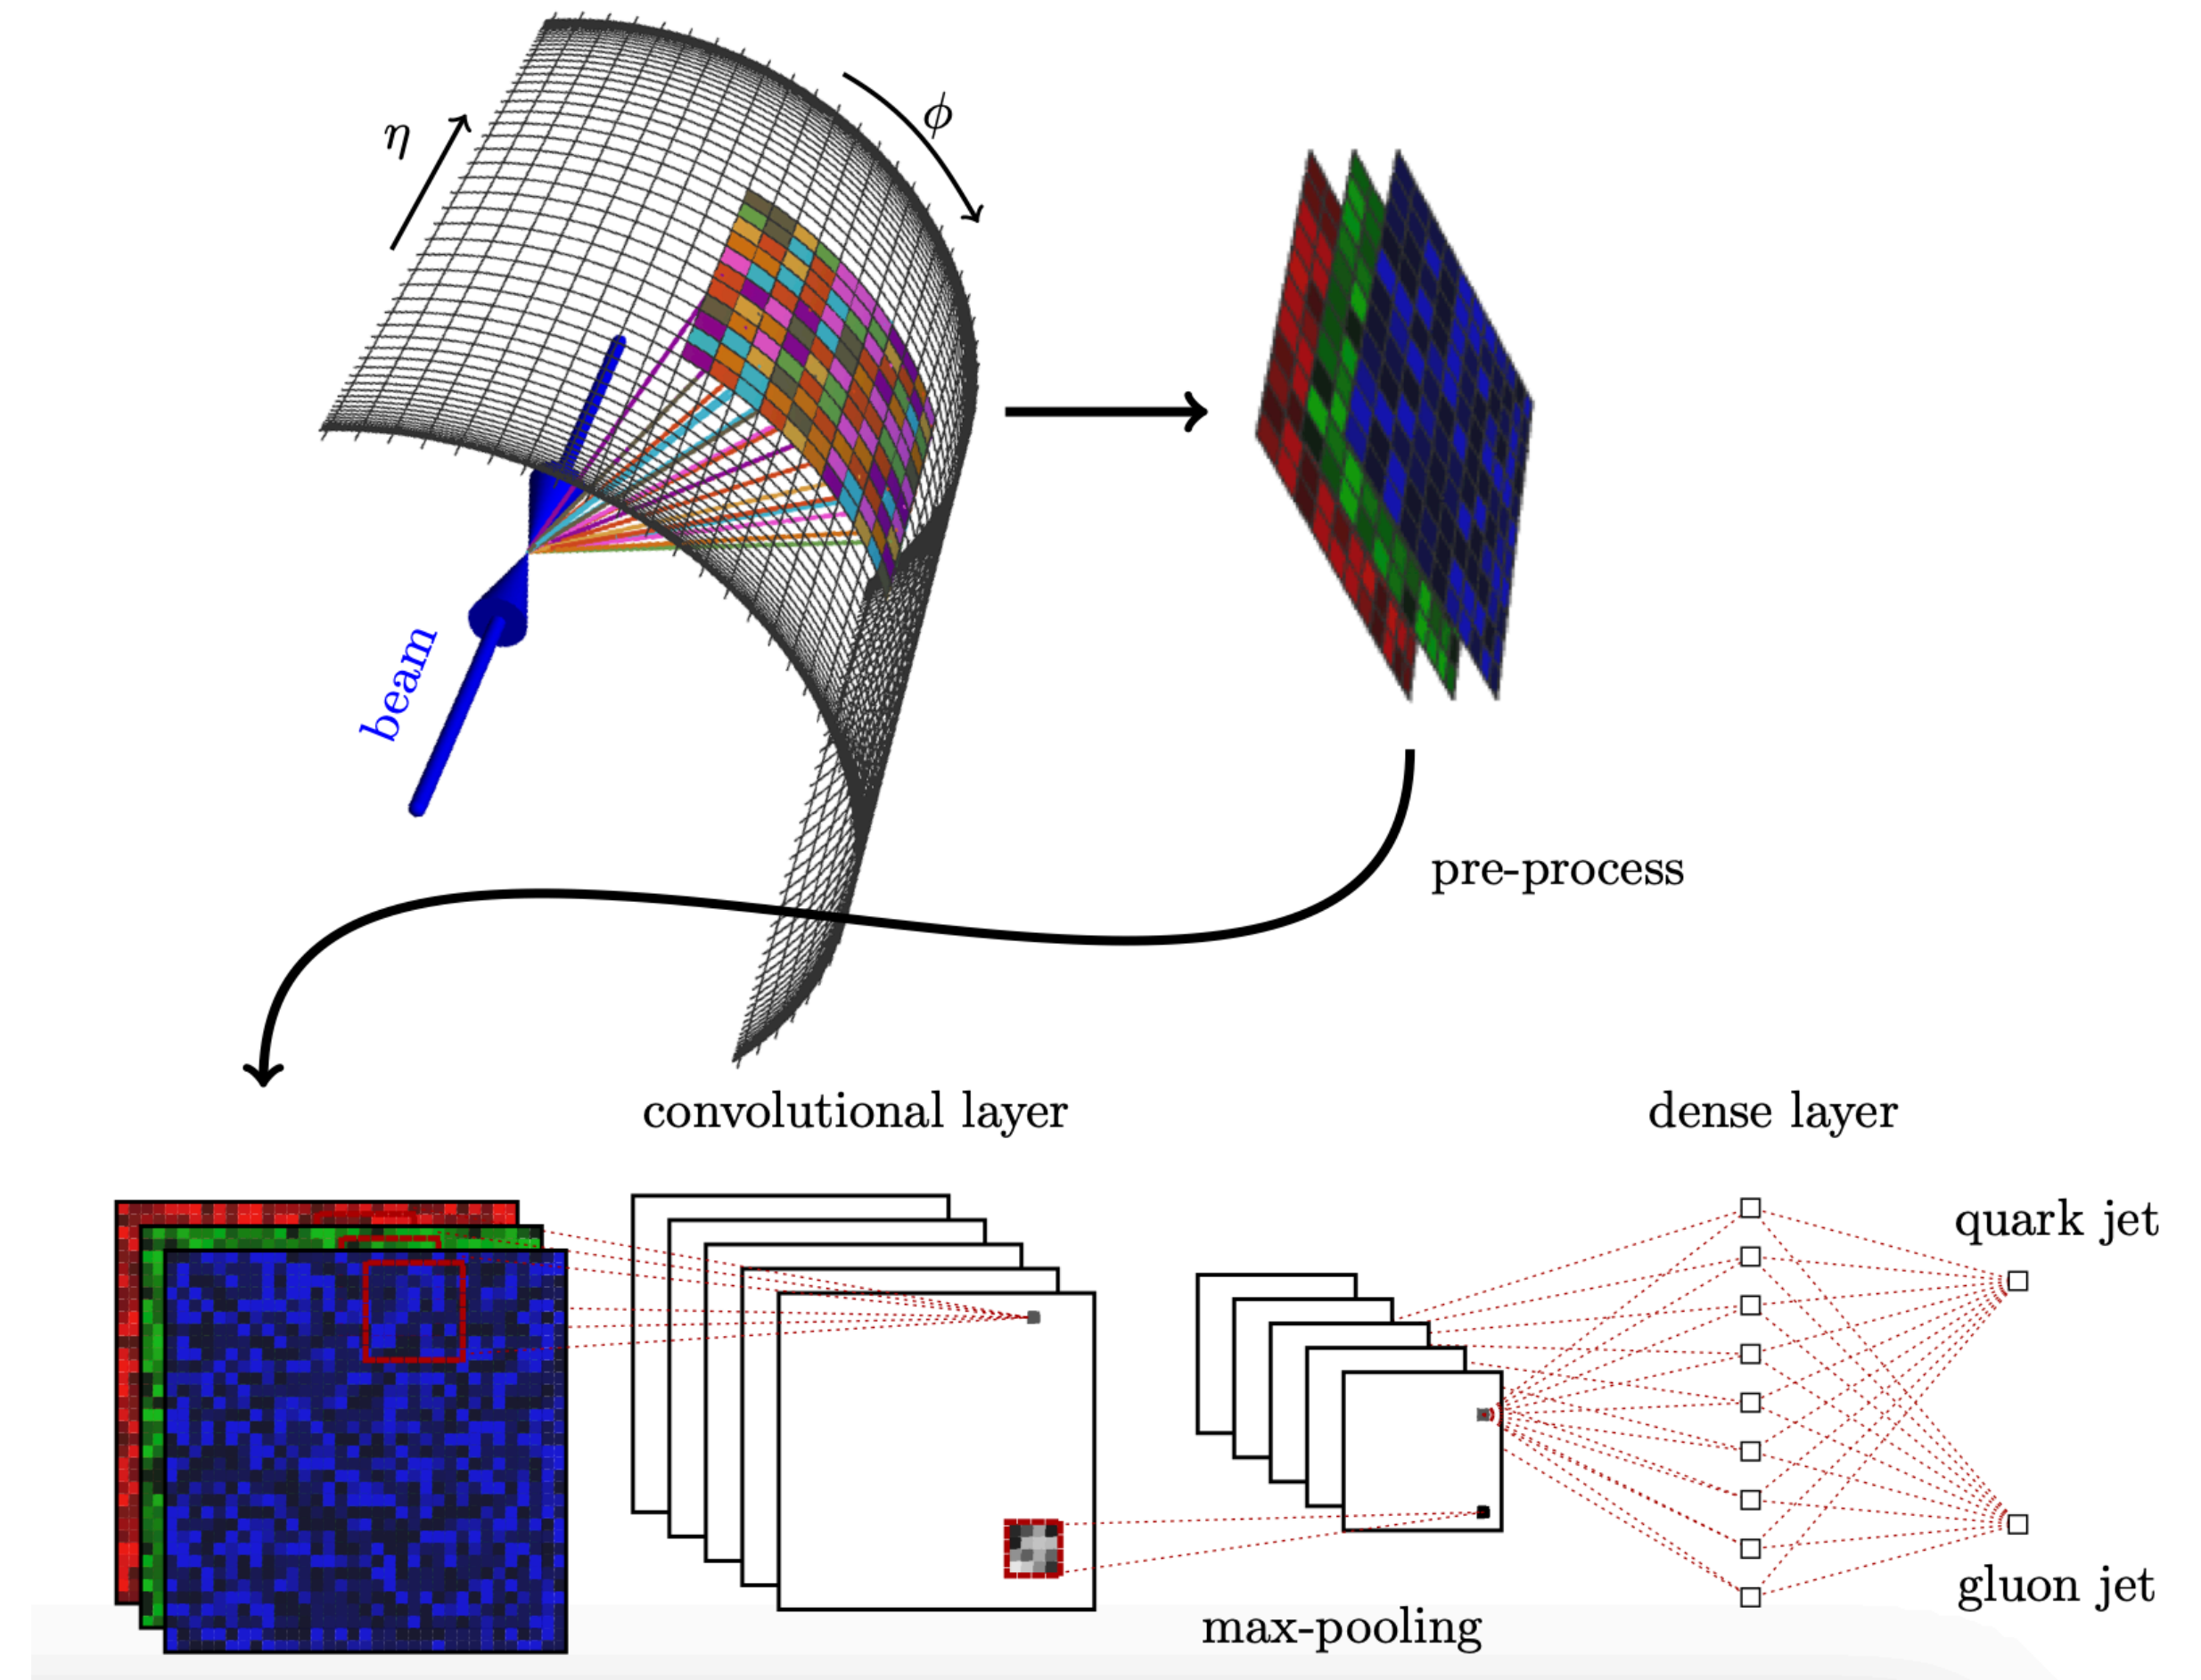 η
ϕ
beam
pre-process
convolutional layer
dense layer
quark jet
gluon jet
max-pooling